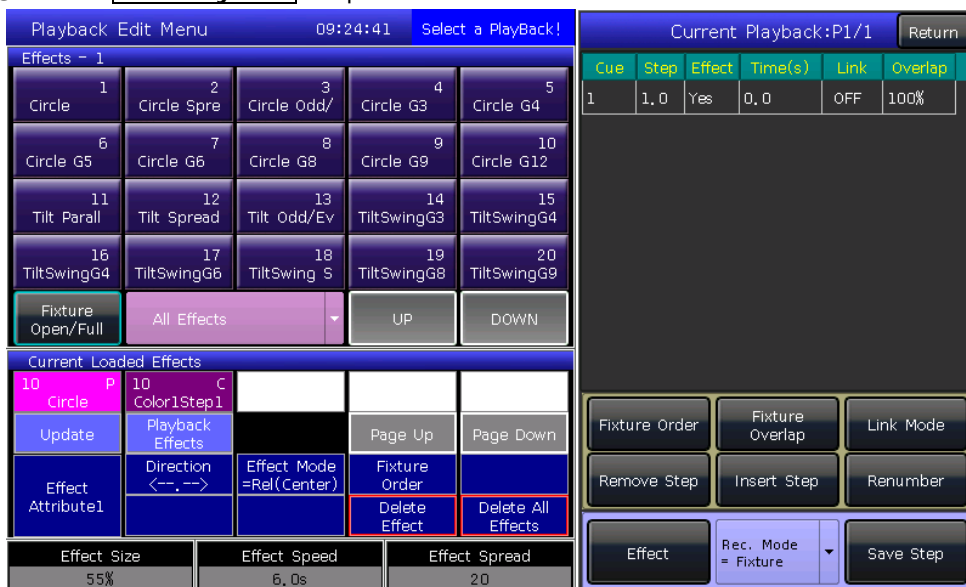 Playback Edit Menu 09:24:41 Select a PlayBack!
Effects - 1
1 Circle
2 Circle Spre
3 Circle Odd/
4 Circle G3
5 Circle G4
6 Circle G5
7 Circle G6
8 Circle G8
9 Circle G9
10 Circle G12
11 Tilt Parall
12 Tilt Spread
13 Tilt Odd/Ev
14 TiltSwingG3
15 TiltSwingG4
16 TiltSwingG4
17 TiltSwingG6
18 TiltSwing S
19 TiltSwingG8
20 TiltSwingG9
Fixture
Open/Full
All Effects
UP
DOWN
Current Loaded Effects
10 P
Circle
10 C
Color1Step1
Update
Playback
Effects
Page Up
Page Down
Effect
Attribute1
Direction
<--.-->
Effect Mode
=Rel(Center)
Fixture
Order
Delete
Effect
Delete All
Effects
Effect Size
55%
Effect Speed
6.0s
Effect Spread
20
Current Playback:P1/1
Return
Cue Step Effect Time(s) Link Overlap
1 1.0 Yes 0.0 OFF 100%
Fixture Order
Fixture
Overlap
Link Mode
Remove Step
Insert Step
Renumber
Effect
Rec. Mode
= Fixture
Save Step